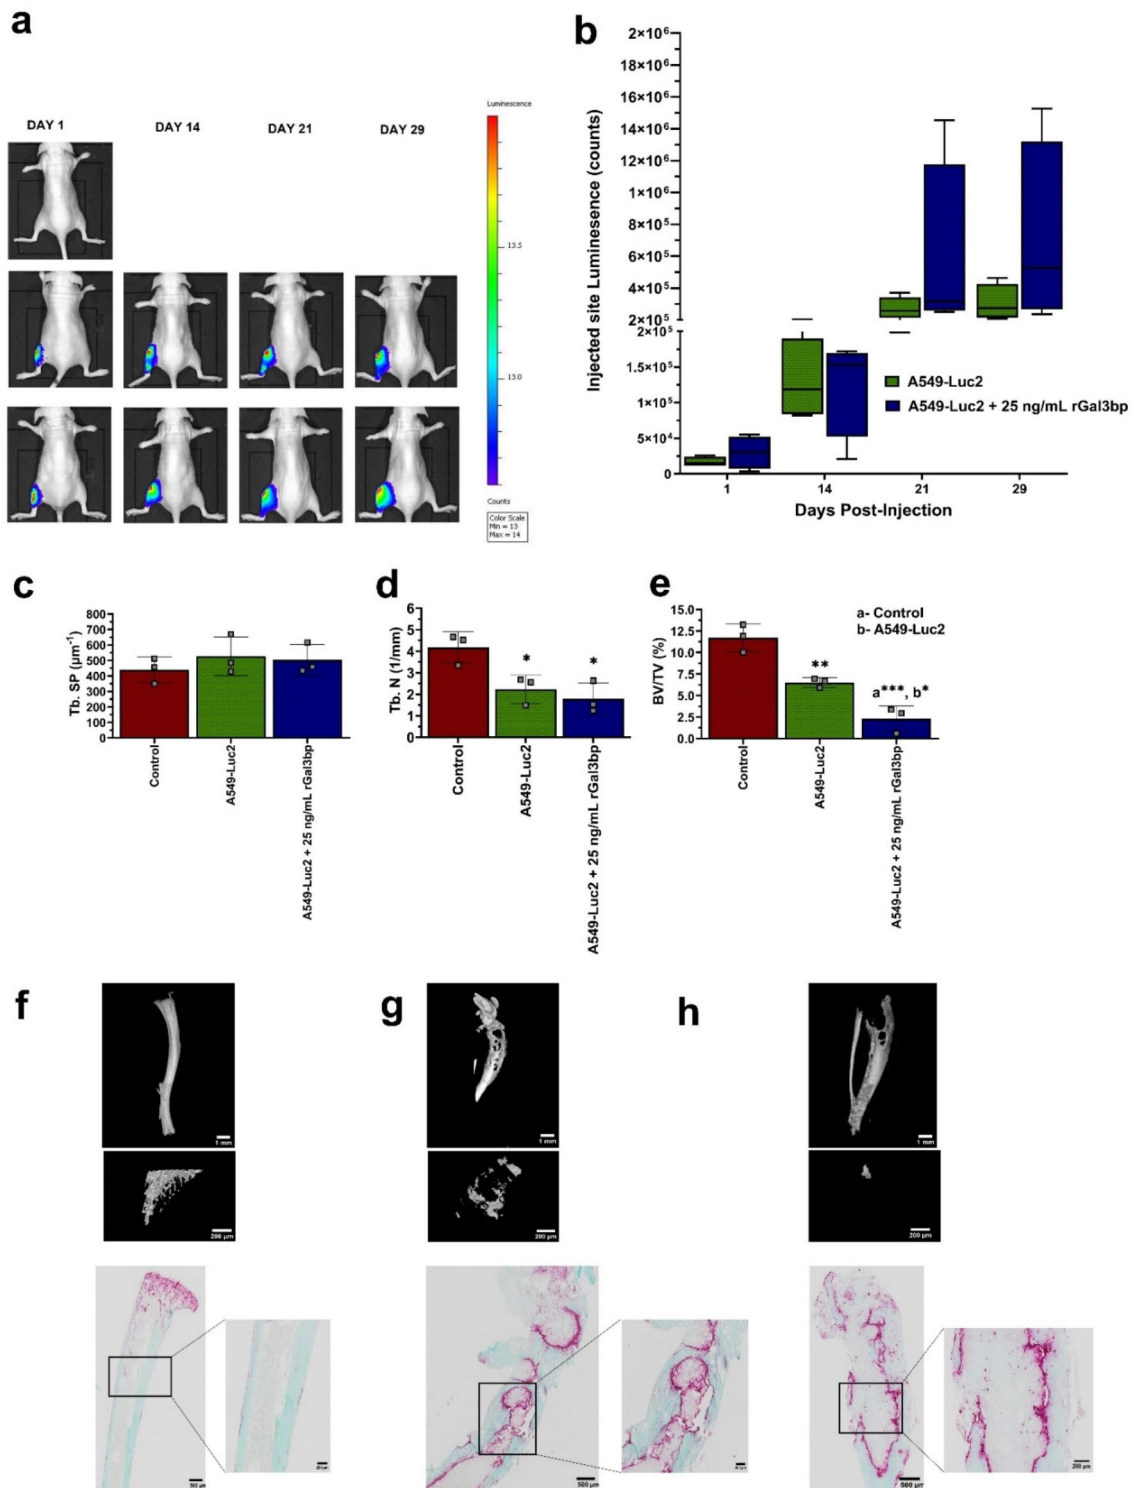 a
Luminescence
DAY 1
DAY 14
DAY 21
DAY 29
13.5
13.0
Counts
Color Scale
Min = 13
Max = 14
b
Injected site Luminesence (counts)
2×10⁶
2×10⁶
16×10⁶
14×10⁶
12×10⁶
1×10⁶
8×10⁵
6×10⁵
4×10⁵
2×10⁵
2×10⁵
1×10⁵
1×10⁵
5×10⁴
0
A549-Luc2
A549-Luc2 + 25 ng/mL rGal3bp
1
14
21
29
Days Post-Injection
c
Tb. SP (µm⁻¹)
800
700
600
500
400
300
200
100
0
Control
A549-Luc2
A549-Luc2 + 25 ng/mL rGal3bp
d
Tb. N (1/mm)
6
5
4
3
2
1
0
*
*
Control
A549-Luc2
A549-Luc2 + 25 ng/mL rGal3bp
e
BV/TV (%)
15.0
12.5
10.0
7.5
5.0
2.5
0.0
a- Control
b- A549-Luc2
**
a***, b*
Control
A549-Luc2
A549-Luc2 + 25 ng/mL rGal3bp
f
1 mm
200 µm
500 µm
g
1 mm
200 µm
500 µm
h
1 mm
200 µm
500 µm
200 µm